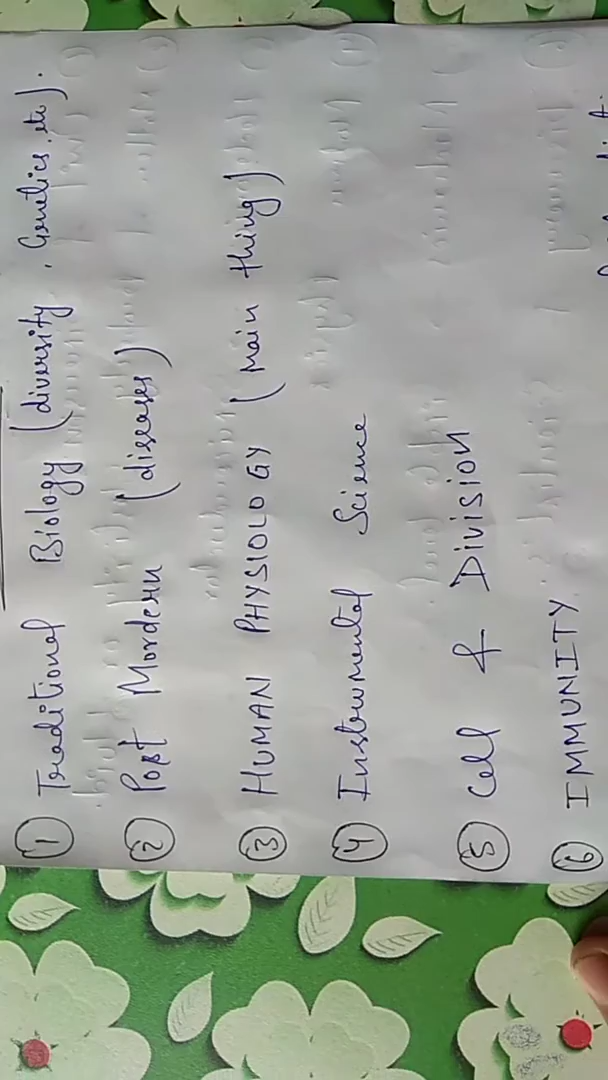 ① Traditional Biology (diversity, Genetics, etc).
② Post Mordern (diseases)
③ HUMAN PHYSIOLOGY (main thing)
④ Instrumental Science
⑤ Cell & Division
⑥ IMMUNITY